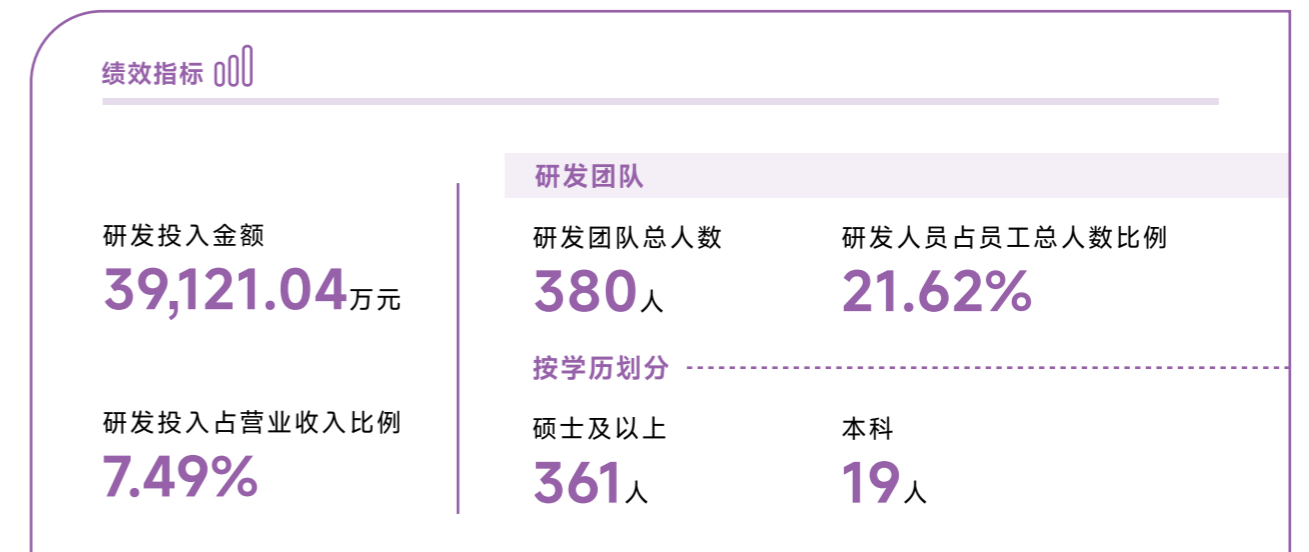 绩效指标
研发投入金额
39,121.04万元
研发投入占营业收入比例
7.49%
研发团队
研发团队总人数
380人
研发人员占员工总人数比例
21.62%
按学历划分
硕士及以上
361人
本科
19人